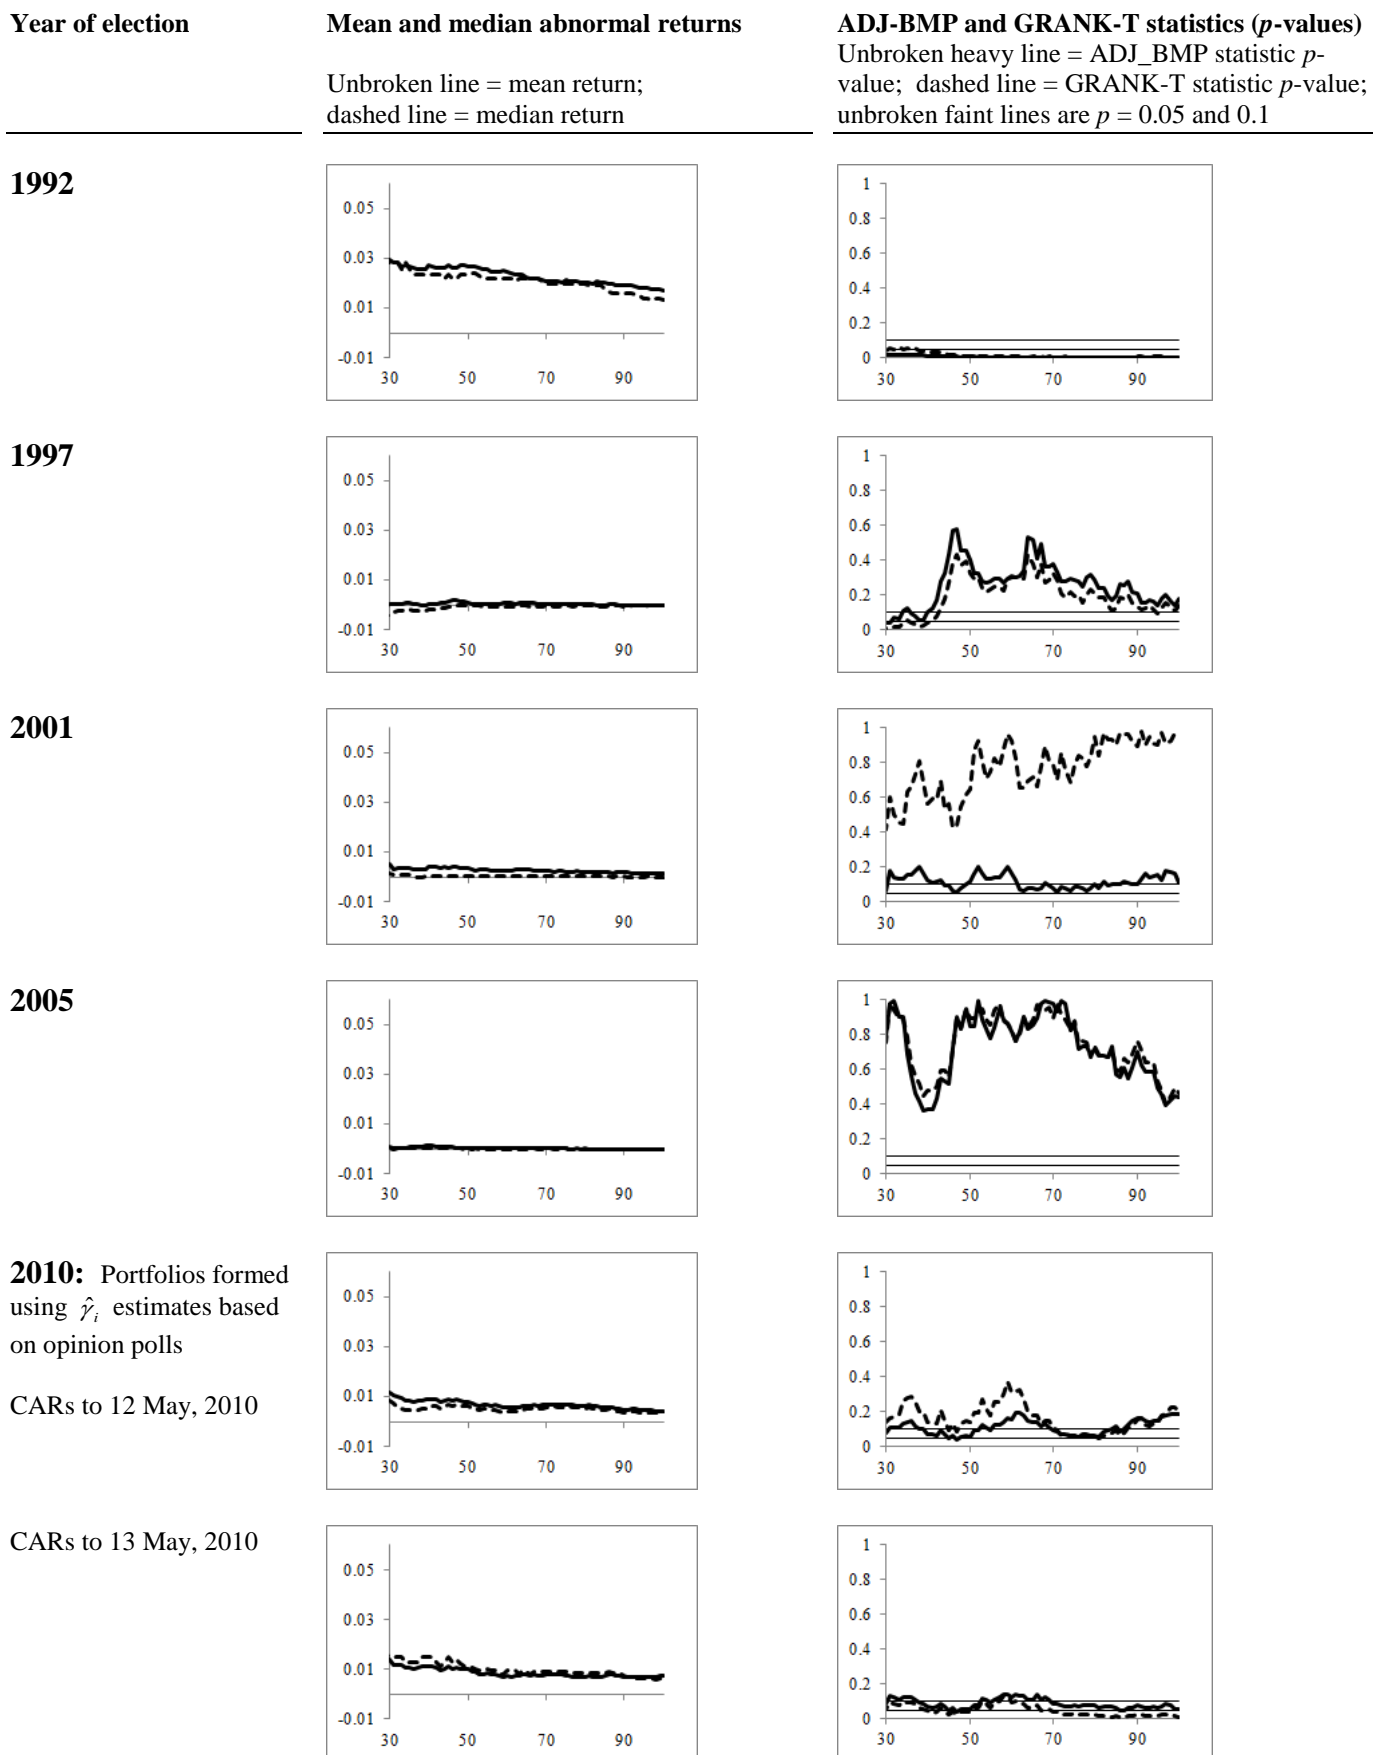 Year of election
Mean and median abnormal returns
Unbroken line = mean return;
dashed line = median return
ADJ-BMP and GRANK-T statistics (p-values)
Unbroken heavy line = ADJ_BMP statistic p-
value; dashed line = GRANK-T statistic p-value;
unbroken faint lines are p = 0.05 and 0.1
1992
0.05
0.03
0.01
-0.01
30 50 70 90
1
0.8
0.6
0.4
0.2
0
30 50 70 90
1997
0.05
0.03
0.01
-0.01
30 50 70 90
1
0.8
0.6
0.4
0.2
0
30 50 70 90
2001
0.05
0.03
0.01
-0.01
30 50 70 90
1
0.8
0.6
0.4
0.2
0
30 50 70 90
2005
0.05
0.03
0.01
-0.01
30 50 70 90
1
0.8
0.6
0.4
0.2
0
30 50 70 90
2010: Portfolios formed
using γ̂ᵢ estimates based
on opinion polls
CARs to 12 May, 2010
0.05
0.03
0.01
-0.01
30 50 70 90
1
0.8
0.6
0.4
0.2
0
30 50 70 90
CARs to 13 May, 2010
0.05
0.03
0.01
-0.01
30 50 70 90
1
0.8
0.6
0.4
0.2
0
30 50 70 90